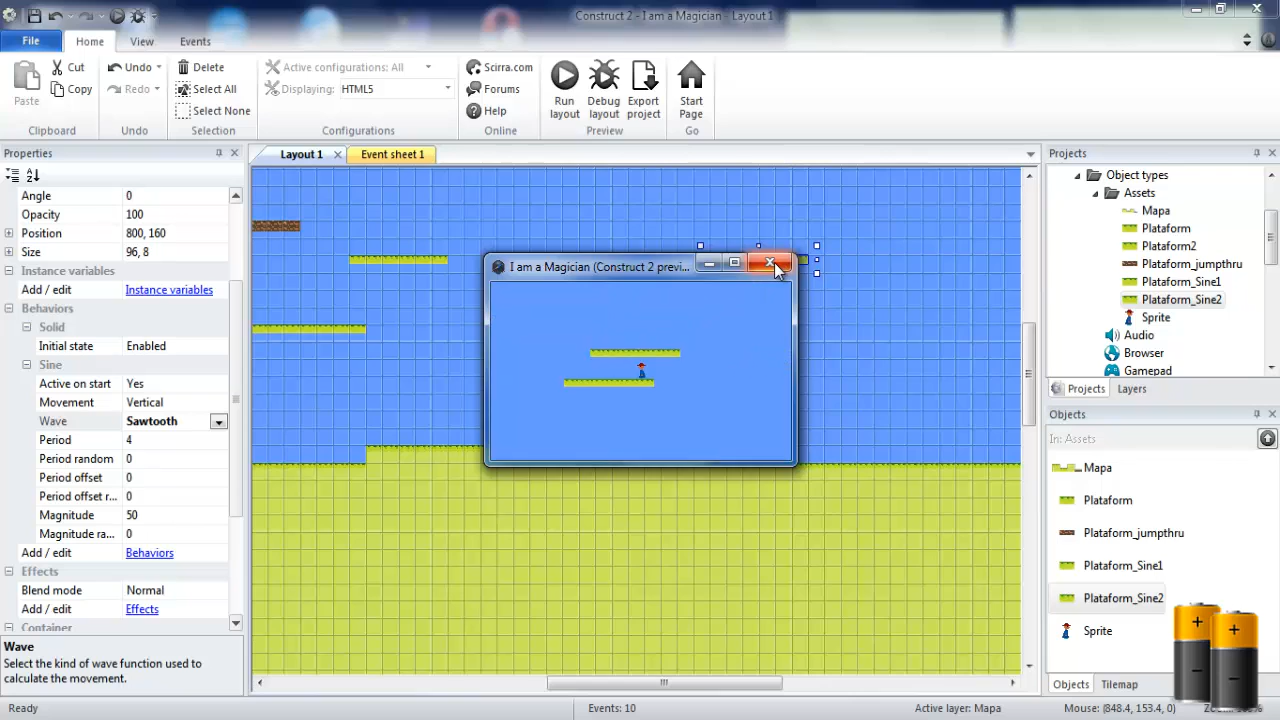 Construct 2 - I am a Magician - Layout 1
File
Home
View
Events
Paste
Cut
Copy
Clipboard
Undo
Redo
Undo
Delete
Select All
Select None
Selection
Active configurations: All
Displaying: HTML5
Configurations
Scirra.com
Forums
Help
Online
Run layout
Debug layout
Export project
Preview
Start Page
Go
Properties
Angle 0
Opacity 100
Position 800, 160
Size 96, 8
Instance variables
Add / edit Instance variables
Behaviors
Solid
Initial state Enabled
Sine
Active on start Yes
Movement Vertical
Wave Sawtooth
Period 4
Period random 0
Period offset 0
Period offset r... 0
Magnitude 50
Magnitude ra... 0
Add / edit Behaviors
Effects
Blend mode Normal
Add / edit Effects
Container
Wave
Select the kind of wave function used to
calculate the movement.
Layout 1
Event sheet 1
I am a Magician (Construct 2 previ...
Projects
Object types
Assets
Mapa
Plataform
Plataform2
Plataform_jumpthru
Plataform_Sine1
Plataform_Sine2
Sprite
Audio
Browser
Gamepad
Projects
Layers
Objects
In: Assets
Mapa
Plataform
Plataform_jumpthru
Plataform_Sine1
Plataform_Sine2
Sprite
Objects
Tilemap
Ready
Events: 10
Active layer: Mapa
Mouse: (848.4, 153.4, 0)